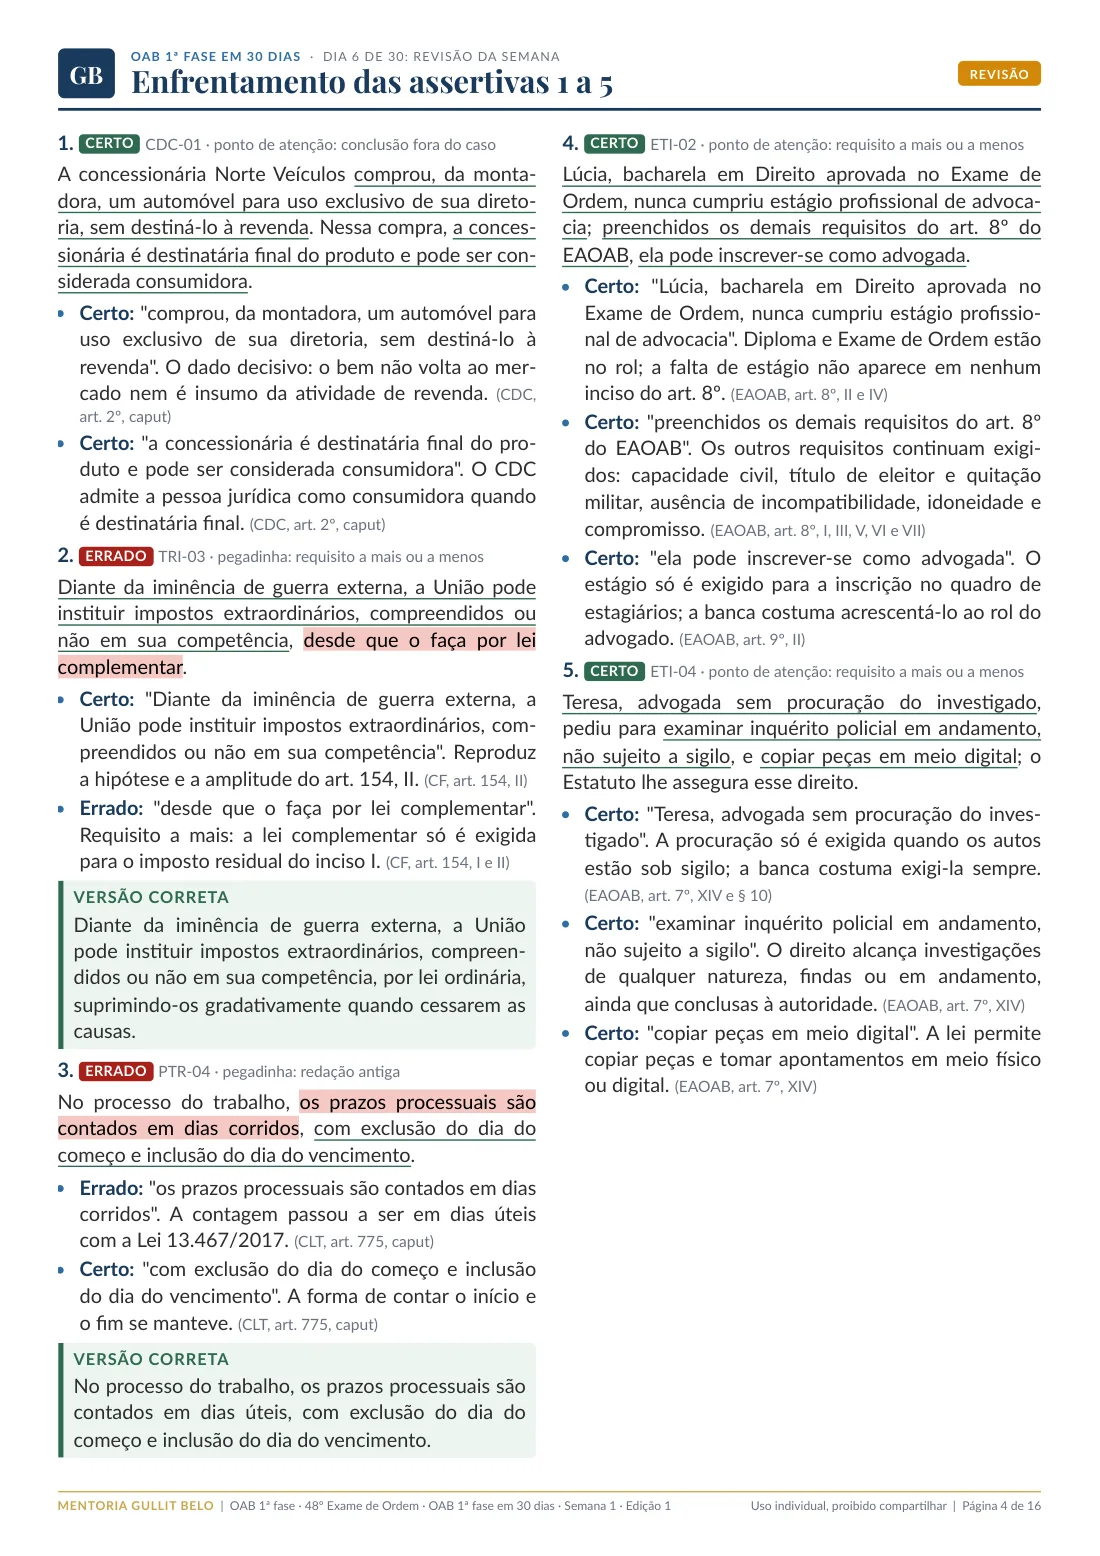 GB
OAB 1ª FASE EM 30 DIAS · DIA 6 DE 30: REVISÃO DA SEMANA
Enfrentamento das assertivas 1 a 5
REVISÃO
1. CERTO CDC-01 · ponto de atenção: conclusão fora do caso
A concessionária Norte Veículos comprou, da monta-
dora, um automóvel para uso exclusivo de sua direto-
ria, sem destiná-lo à revenda. Nessa compra, a conces-
sionária é destinatária final do produto e pode ser con-
siderada consumidora.
• Certo: "comprou, da montadora, um automóvel para
uso exclusivo de sua diretoria, sem destiná-lo à
revenda". O dado decisivo: o bem não volta ao mer-
cado nem é insumo da atividade de revenda. (CDC,
art. 2º, caput)
• Certo: "a concessionária é destinatária final do pro-
duto e pode ser considerada consumidora". O CDC
admite a pessoa jurídica como consumidora quando
é destinatária final. (CDC, art. 2º, caput)
2. ERRADO TRI-03 · pegadinha: requisito a mais ou a menos
Diante da iminência de guerra externa, a União pode
instituir impostos extraordinários, compreendidos ou
não em sua competência, desde que o faça por lei
complementar.
• Certo: "Diante da iminência de guerra externa, a
União pode instituir impostos extraordinários, com-
preendidos ou não em sua competência". Reproduz
a hipótese e a amplitude do art. 154, II. (CF, art. 154, II)
• Errado: "desde que o faça por lei complementar".
Requisito a mais: a lei complementar só é exigida
para o imposto residual do inciso I. (CF, art. 154, I e II)
VERSÃO CORRETA
Diante da iminência de guerra externa, a União
pode instituir impostos extraordinários, compreen-
didos ou não em sua competência, por lei ordinária,
suprimindo-os gradativamente quando cessarem as
causas.
3. ERRADO PTR-04 · pegadinha: redação antiga
No processo do trabalho, os prazos processuais são
contados em dias corridos, com exclusão do dia do
começo e inclusão do dia do vencimento.
• Errado: "os prazos processuais são contados em dias
corridos". A contagem passou a ser em dias úteis
com a Lei 13.467/2017. (CLT, art. 775, caput)
• Certo: "com exclusão do dia do começo e inclusão
do dia do vencimento". A forma de contar o início e
o fim se manteve. (CLT, art. 775, caput)
VERSÃO CORRETA
No processo do trabalho, os prazos processuais são
contados em dias úteis, com exclusão do dia do
começo e inclusão do dia do vencimento.
4. CERTO ETI-02 · ponto de atenção: requisito a mais ou a menos
Lúcia, bacharela em Direito aprovada no Exame de
Ordem, nunca cumpriu estágio profissional de advoca-
cia; preenchidos os demais requisitos do art. 8º do
EAOAB, ela pode inscrever-se como advogada.
• Certo: "Lúcia, bacharela em Direito aprovada no
Exame de Ordem, nunca cumpriu estágio profissio-
nal de advocacia". Diploma e Exame de Ordem estão
no rol; a falta de estágio não aparece em nenhum
inciso do art. 8º. (EAOAB, art. 8º, II e IV)
• Certo: "preenchidos os demais requisitos do art. 8º
do EAOAB". Os outros requisitos continuam exigi-
dos: capacidade civil, título de eleitor e quitação
militar, ausência de incompatibilidade, idoneidade e
compromisso. (EAOAB, art. 8º, I, III, V, VI e VII)
• Certo: "ela pode inscrever-se como advogada". O
estágio só é exigido para a inscrição no quadro de
estagiários; a banca costuma acrescentá-lo ao rol do
advogado. (EAOAB, art. 9º, II)
5. CERTO ETI-04 · ponto de atenção: requisito a mais ou a menos
Teresa, advogada sem procuração do investigado,
pediu para examinar inquérito policial em andamento,
não sujeito a sigilo, e copiar peças em meio digital; o
Estatuto lhe assegura esse direito.
• Certo: "Teresa, advogada sem procuração do inves-
tigado". A procuração só é exigida quando os autos
estão sob sigilo; a banca costuma exigi-la sempre.
(EAOAB, art. 7º, XIV e § 10)
• Certo: "examinar inquérito policial em andamento,
não sujeito a sigilo". O direito alcança investigações
de qualquer natureza, findas ou em andamento,
ainda que conclusas à autoridade. (EAOAB, art. 7º, XIV)
• Certo: "copiar peças em meio digital". A lei permite
copiar peças e tomar apontamentos em meio físico
ou digital. (EAOAB, art. 7º, XIV)
MENTORIA GULLIT BELO | OAB 1ª fase · 48º Exame de Ordem · OAB 1ª fase em 30 dias · Semana 1 · Edição 1
Uso individual, proibido compartilhar | Página 4 de 16